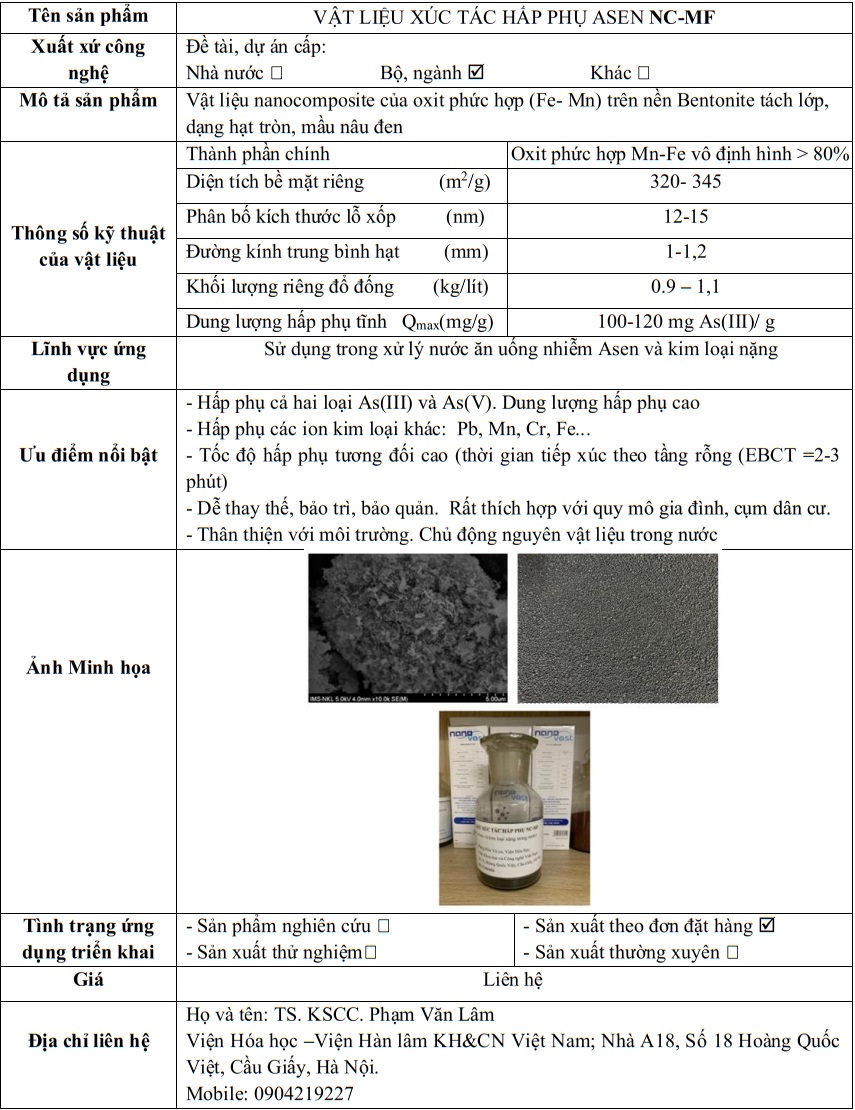 Tên sản phẩm
VẬT LIỆU XÚC TÁC HẤP PHỤ ASEN NC-MF
Xuất xứ công
nghệ
Đề tài, dự án cấp:
Nhà nước ☐ Bộ, ngành ☑ Khác ☐
Mô tả sản phẩm
Vật liệu nanocomposite của oxit phức hợp (Fe- Mn) trên nền Bentonite tách lớp,
dạng hạt tròn, mầu nâu đen
Thông số kỹ thuật
của vật liệu
Thành phần chính Oxit phức hợp Mn-Fe vô định hình > 80%
Diện tích bề mặt riêng (m²/g) 320- 345
Phân bố kích thước lỗ xốp (nm) 12-15
Đường kính trung bình hạt (mm) 1-1,2
Khối lượng riêng đổ đống (kg/lít) 0.9 – 1,1
Dung lượng hấp phụ tĩnh Qmax(mg/g) 100-120 mg As(III)/ g
Lĩnh vực ứng
dụng
Sử dụng trong xử lý nước ăn uống nhiễm Asen và kim loại nặng
Ưu điểm nổi bật
- Hấp phụ cả hai loại As(III) và As(V). Dung lượng hấp phụ cao
- Hấp phụ các ion kim loại khác: Pb, Mn, Cr, Fe...
- Tốc độ hấp phụ tương đối cao (thời gian tiếp xúc theo tầng rỗng (EBCT =2-3
phút)
- Dễ thay thế, bảo trì, bảo quản. Rất thích hợp với quy mô gia đình, cụm dân cư.
- Thân thiện với môi trường. Chủ động nguyên vật liệu trong nước
Ảnh Minh họa
IMS-NKL 5.0kV 4.0mm x10.0k SE(M) 5.00um
nano
vast
nano
vast
nano
vast
XÚC TÁC HẤP PHỤ NC-MF
Tình trạng ứng
dụng triển khai
- Sản phẩm nghiên cứu ☐ - Sản xuất theo đơn đặt hàng ☑
- Sản xuất thử nghiệm☐ - Sản xuất thường xuyên ☐
Giá
Liên hệ
Địa chỉ liên hệ
Họ và tên: TS. KSCC. Phạm Văn Lâm
Viện Hóa học –Viện Hàn lâm KH&CN Việt Nam; Nhà A18, Số 18 Hoàng Quốc
Việt, Cầu Giấy, Hà Nội.
Mobile: 0904219227